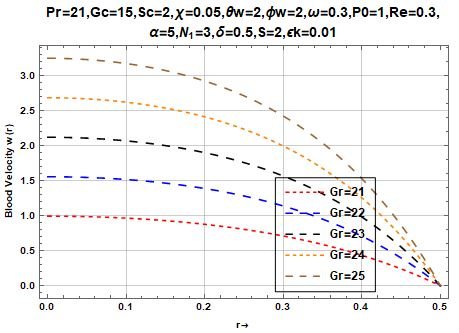 Pr=21,Gc=15,Sc=2,χ=0.05,θw=2,ϕw=2,ω=0.3,P0=1,Re=0.3,
α=5,N₁=3,δ=0.5,S=2,ϵk=0.01
Blood Velocity w (r)
3.0
2.5
2.0
1.5
1.0
0.5
0.0
Gr=21
Gr=22
Gr=23
Gr=24
Gr=25
0.0 0.1 0.2 0.3 0.4 0.5
r→